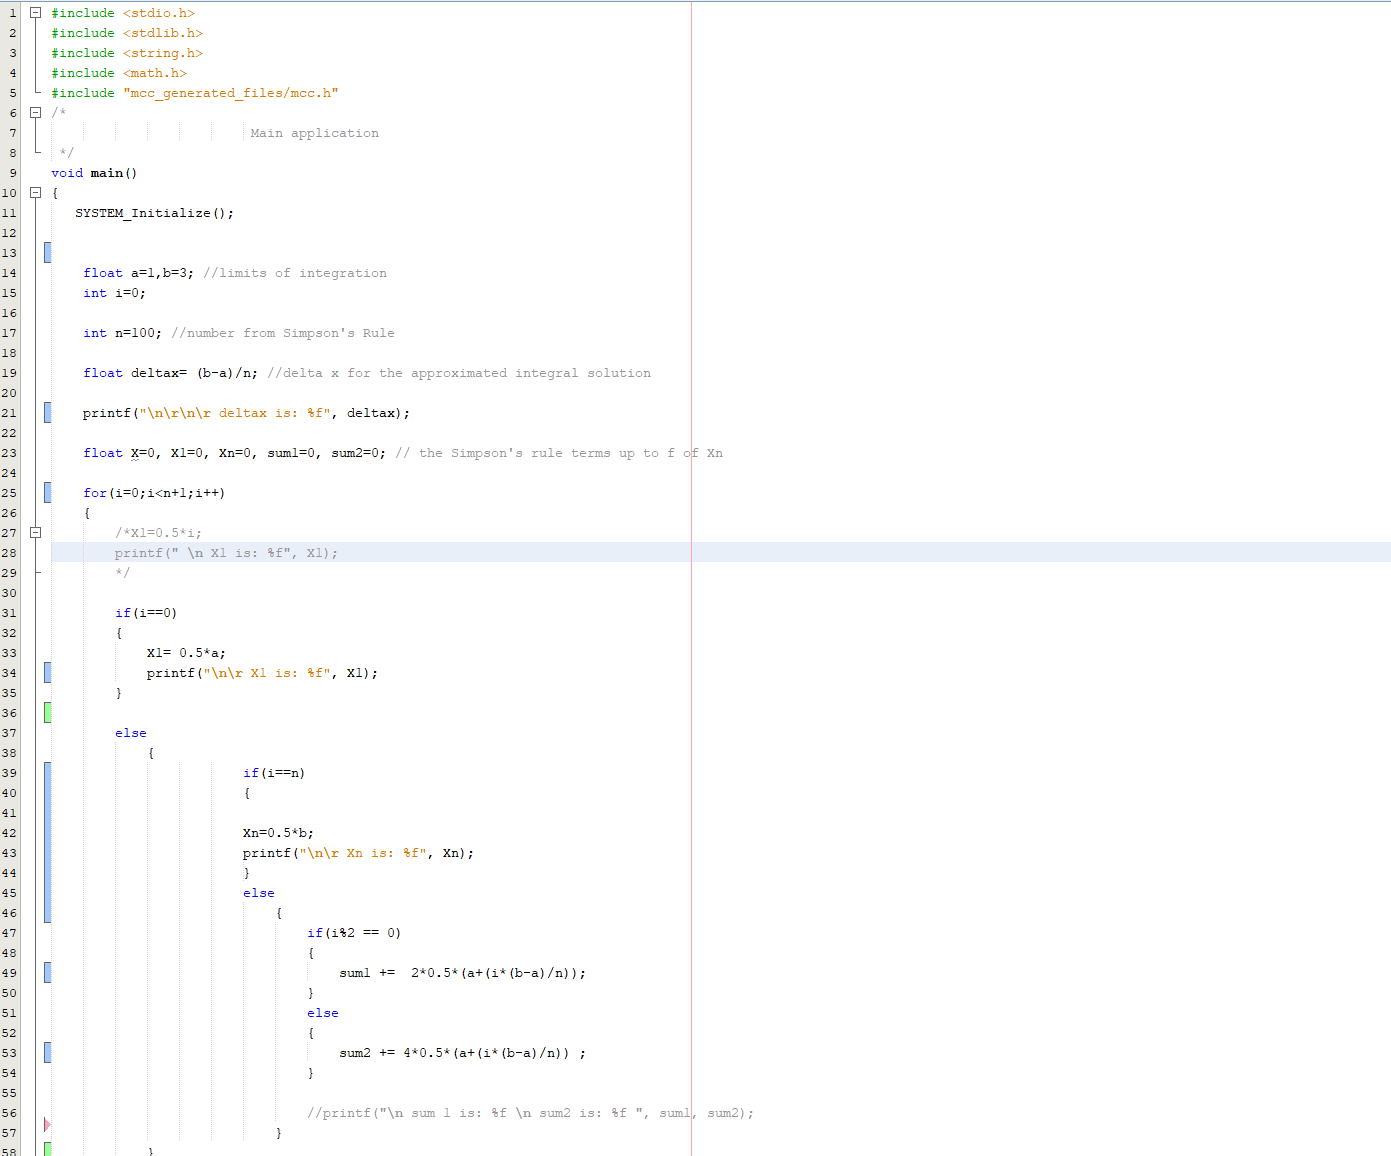 1 #include <stdio.h>
2 #include <stdlib.h>
3 #include <string.h>
4 #include <math.h>
5 #include "mcc_generated_files/mcc.h"
6 /*
7 Main application
8 */
9 void main()
10 {
11 SYSTEM_Initialize();
12
13
14 float a=1,b=3; //limits of integration
15 int i=0;
16
17 int n=100; //number from Simpson's Rule
18
19 float deltax= (b-a)/n; //delta x for the approximated integral solution
20
21 printf("\n\r\n\r deltax is: %f", deltax);
22
23 float X=0, X1=0, Xn=0, sum1=0, sum2=0; // the Simpson's rule terms up to f of Xn
24
25 for(i=0;i<n+1;i++)
26 {
27 /*X1=0.5*i;
28 printf(" \n X1 is: %f", X1);
29 */
30
31 if(i==0)
32 {
33 X1= 0.5*a;
34 printf("\n\r X1 is: %f", X1);
35 }
36
37 else
38 {
39 if(i==n)
40 {
41
42 Xn=0.5*b;
43 printf("\n\r Xn is: %f", Xn);
44 }
45 else
46 {
47 if(i%2 == 0)
48 {
49 sum1 +=  2*0.5*(a+(i*(b-a)/n));
50 }
51 else
52 {
53 sum2 += 4*0.5*(a+(i*(b-a)/n)) ;
54 }
55
56 //printf("\n sum 1 is: %f \n sum2 is: %f ", sum1, sum2);
57 }
58 }